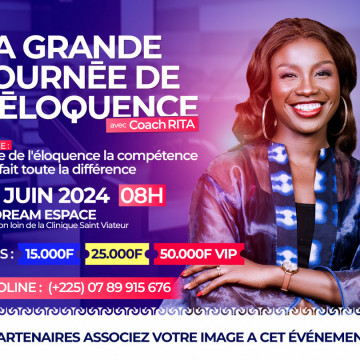 A GRANDE
OURNĒE DE
ÉLOQUENCE
avec Coach RITA
E :
e de l'éloquence la compétence
fait toute la différence
JUIN 2024 08H
DREAM ESPACE
on loin de la Clinique Saint Viateur
S : 15.000F 25.000F 50.000F VIP
OLINE : (+225) 07 89 915 676
ARTENAIRES ASSOCIEZ VOTRE IMAGE A CET ÉVÉNEMEN